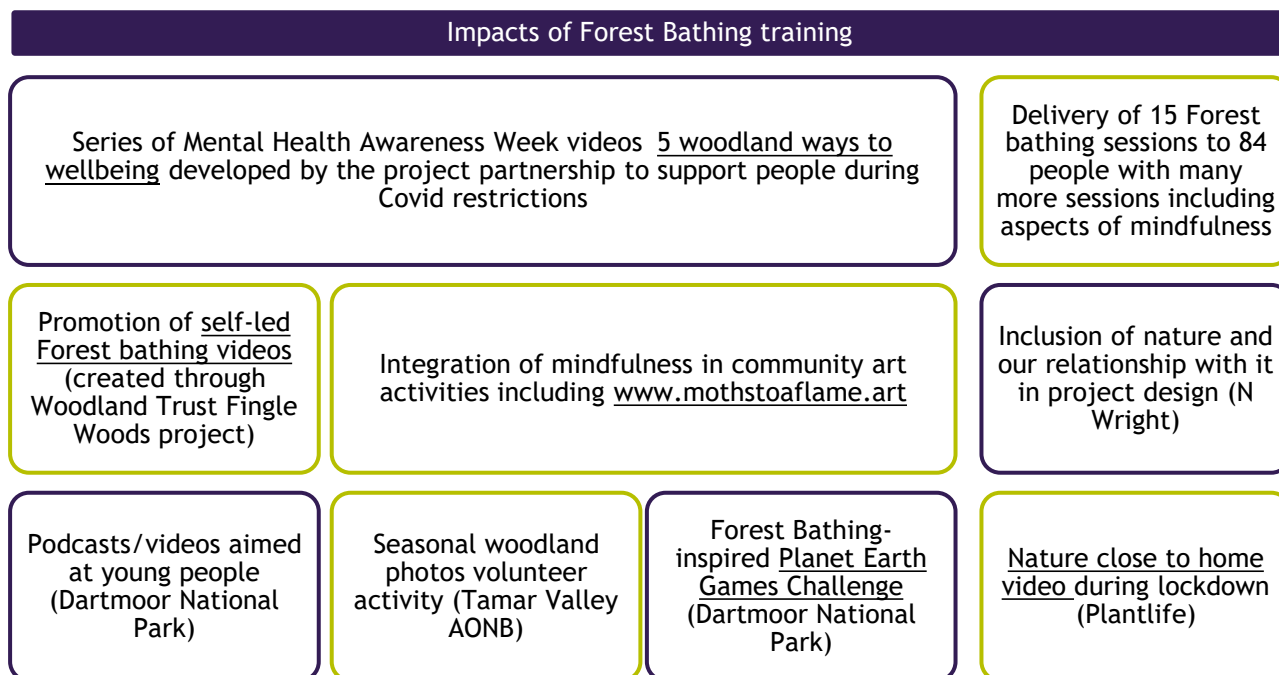 Impacts of Forest Bathing training
Series of Mental Health Awareness Week videos 5 woodland ways to
wellbeing developed by the project partnership to support people during
Covid restrictions
Delivery of 15 Forest
bathing sessions to 84
people with many
more sessions including
aspects of mindfulness
Promotion of self-led
Forest bathing videos
(created through
Woodland Trust Fingle
Woods project)
Integration of mindfulness in community art
activities including www.mothstoaflame.art
Inclusion of nature and
our relationship with it
in project design (N
Wright)
Podcasts/videos aimed
at young people
(Dartmoor National
Park)
Seasonal woodland
photos volunteer
activity (Tamar Valley
AONB)
Forest Bathing-
inspired Planet Earth
Games Challenge
(Dartmoor National
Park)
Nature close to home
video during lockdown
(Plantlife)